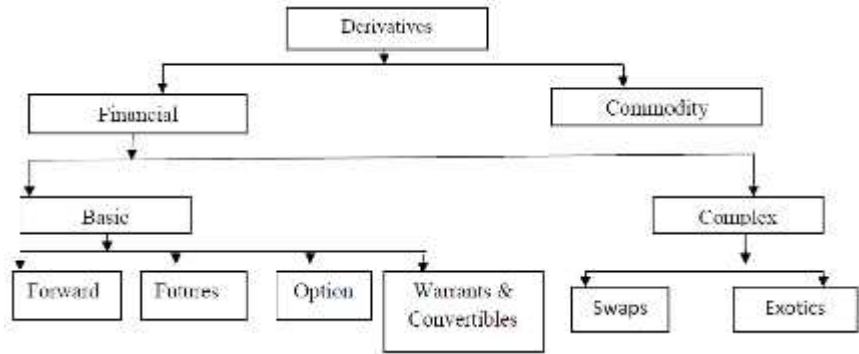 Derivatives
Financial
Commodity
Basic
Complex
Forward
Futures
Option
Warrants &
Convertibles
Swaps
Exotics